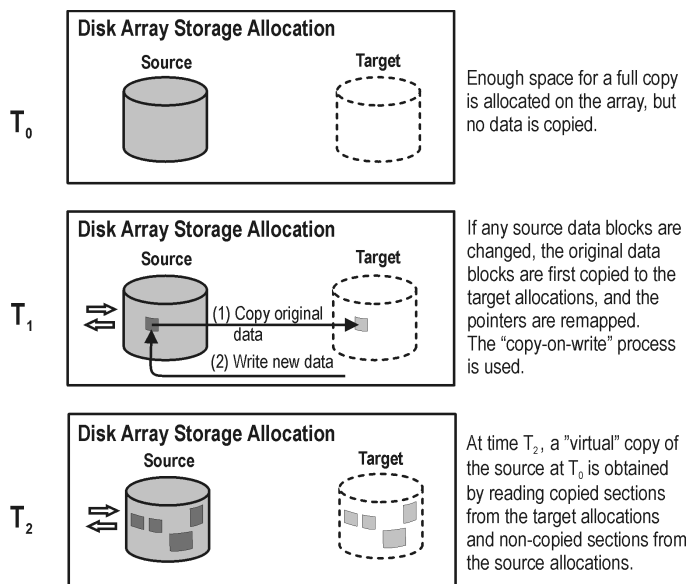 Disk Array Storage Allocation
Source
Target
T0
Enough space for a full copy
is allocated on the array, but
no data is copied.
Disk Array Storage Allocation
Source
Target
T1
(1) Copy original
data
(2) Write new data
If any source data blocks are
changed, the original data
blocks are first copied to the
target allocations, and the
pointers are remapped.
The “copy-on-write” process
is used.
Disk Array Storage Allocation
Source
Target
T2
At time T2, a ”virtual” copy of
the source at T0 is obtained
by reading copied sections
from the target allocations
and non-copied sections from
the source allocations.